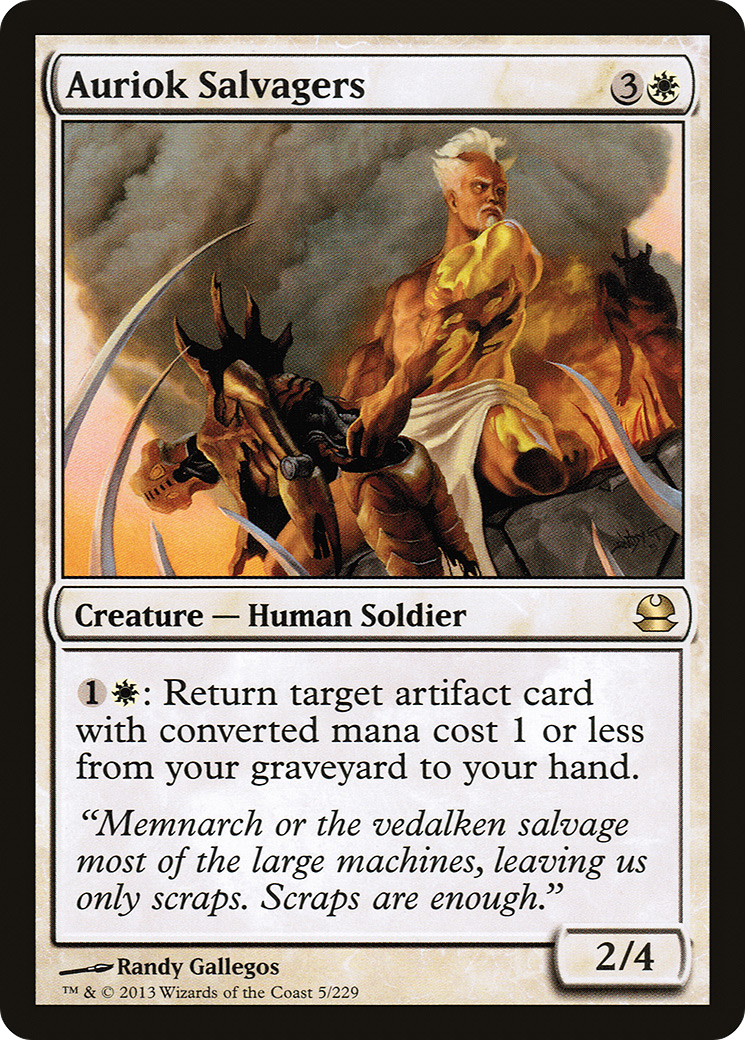 Auriok Salvagers 3
Creature — Human Soldier
1: Return target artifact card
with converted mana cost 1 or less
from your graveyard to your hand.
“Memnarch or the vedalken salvage
most of the large machines, leaving us
only scraps. Scraps are enough.”
2/4
Randy Gallegos
™ & © 2013 Wizards of the Coast 5/229